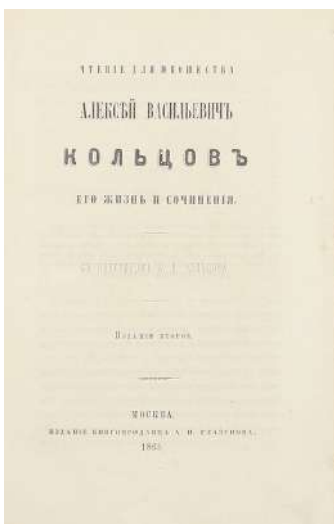 ЧТЕНІЕ ДЛЯ ЮНОШЕСТВА
АЛЕКСѢЙ ВАСИЛЬЕВИЧЪ
КОЛЬЦОВЪ
ЕГО ЖИЗНЬ И СОЧИНЕНІЯ.
Изданіе второе.
МОСКВА.
ИЗДАНІЕ КНИГОПРОДАВЦА А. И. ГЛАЗУНОВА.